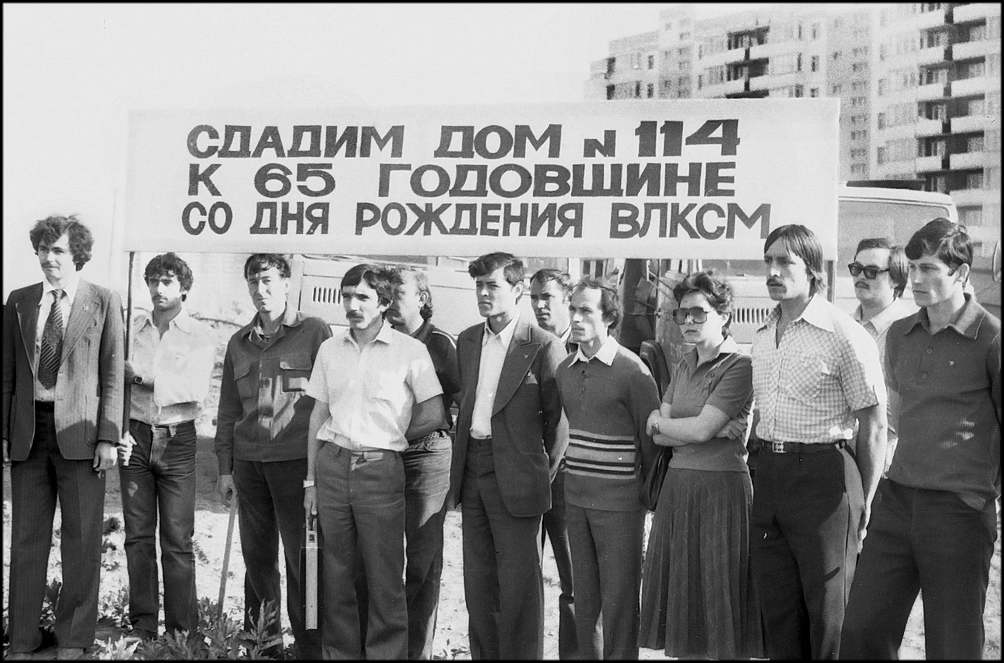 СДАДИМ ДОМ N 114
К 65 ГОДОВЩИНЕ
СО ДНЯ РОЖДЕНИЯ ВЛКСМ